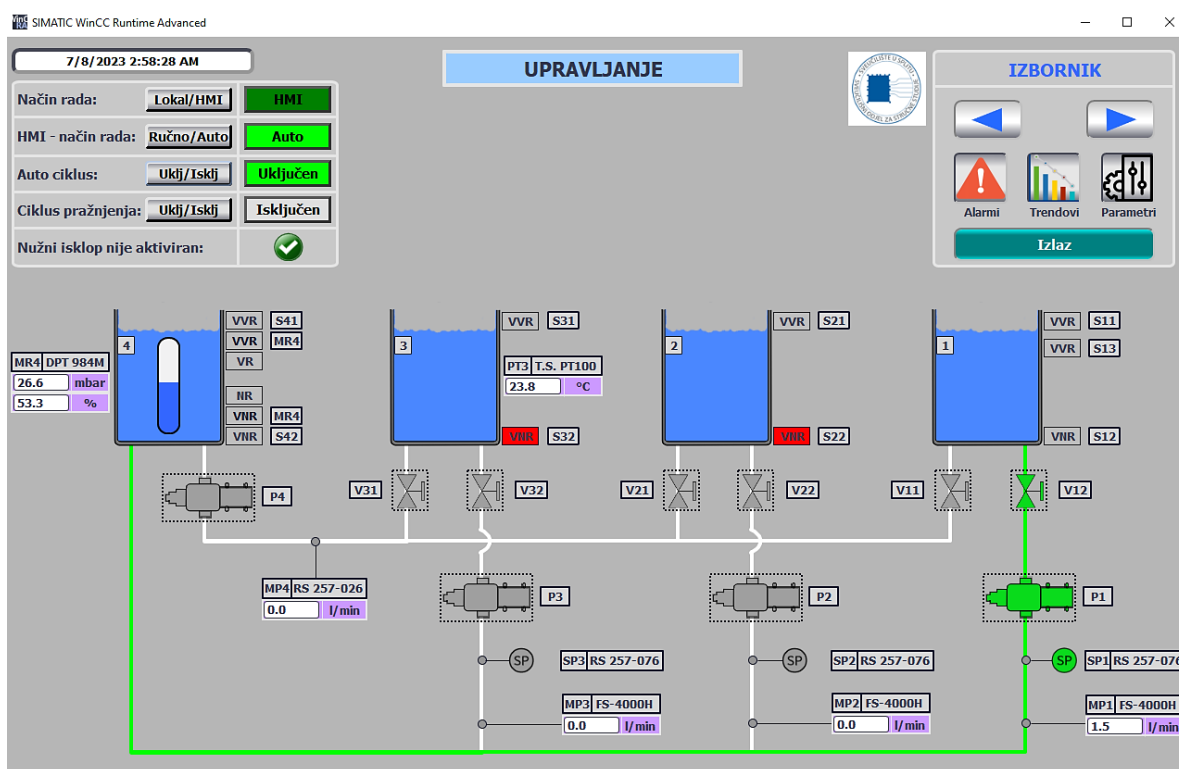 SIMATIC WinCC Runtime Advanced
7/8/2023 2:58:28 AM
UPRAVLJANJE
IZBORNIK
Način rada: Lokal/HMI HMI
HMI - način rada: Ručno/Auto Auto
Auto ciklus: Uklj/Isklj Uključen
Ciklus pražnjenja: Uklj/Isklj Isključen
Nužni isklop nije aktiviran:
Alarmi Trendovi Parametri
Izlaz
VVR S41
VVR MR4
VR
NR
VNR MR4
VNR S42
4
MR4 DPT 984M
26.6 mbar
53.3 %
VVR S31
3
PT3 T.S. PT100
23.8 °C
VNR S32
VVR S21
2
VNR S22
VVR S11
VVR S13
1
VNR S12
P4
V31
V32
V21
V22
V11
V12
MP4 RS 257-026
0.0 l/min
P3
P2
P1
SP
SP3 RS 257-076
SP
SP2 RS 257-076
SP
SP1 RS 257-076
MP3 FS-4000H
0.0 l/min
MP2 FS-4000H
0.0 l/min
MP1 FS-4000H
1.5 l/min